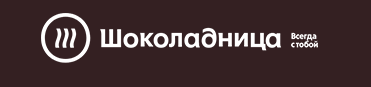 Шоколадница
Всегда
с тобой